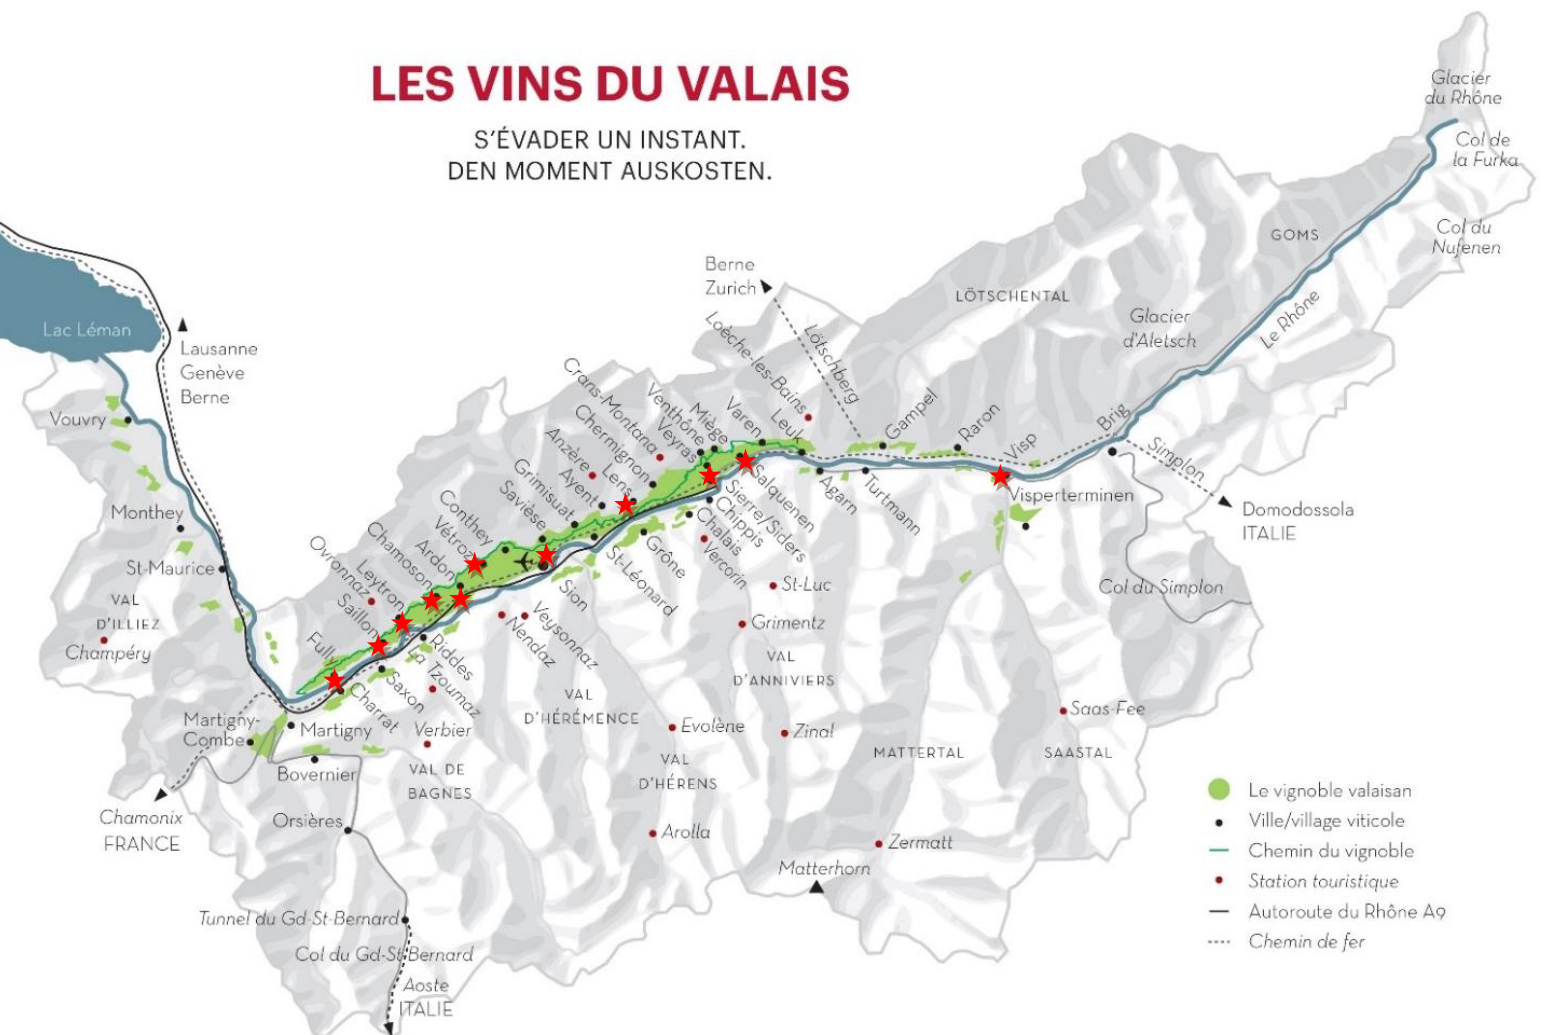 LES VINS DU VALAIS
S'ÉVADER UN INSTANT.
DEN MOMENT AUSKOSTEN.
Glacier
du Rhône
Col de
la Furka
GOMS
Col du
Nufenen
Berne
Zurich
LÖTSCHENTAL
Glacier
d'Aletsch
Le Rhône
Lac Léman
Lausanne
Genève
Berne
Lötschberg
Loèche-les-Bains
Crans-Montana
Chermignon
Venthône
Veyras
Miège
Varen
Leuk
Gampel
Raron
Visp
Brig
Simplon
Vouvry
Anzère
Ayent
Lens
Grimisuat
Savièse
Conthey
Vétroz
Ardon
Chamoson
Ovronnaz
Leytron
Saillon
Fully
Salquenen
Sierre/Siders
Chippis
Chalais
Vercorin
Agarn
Turtmann
Visperterminen
Domodossola
ITALIE
Monthey
St-Maurice
VAL
D'ILLIEZ
Champéry
Grône
St-Léonard
Sion
Veysonnaz
Nendaz
Riddes
La Tzoumaz
Saxon
Charrat
St-Luc
Grimentz
VAL
D'ANNIVIERS
Col du Simplon
Martigny-
Combe
Martigny
Verbier
VAL
D'HÉRÉMENCE
Evolène
Zinal
Saas-Fee
MATTERTAL
SAASTAL
Bovernier
VAL DE
BAGNES
VAL
D'HÉRENS
Chamonix
FRANCE
Orsières
Arolla
Zermatt
Matterhorn
Tunnel du Gd-St-Bernard
Col du Gd-St-Bernard
Aoste
ITALIE
Le vignoble valaisan
Ville/village viticole
Chemin du vignoble
Station touristique
Autoroute du Rhône A9
Chemin de fer